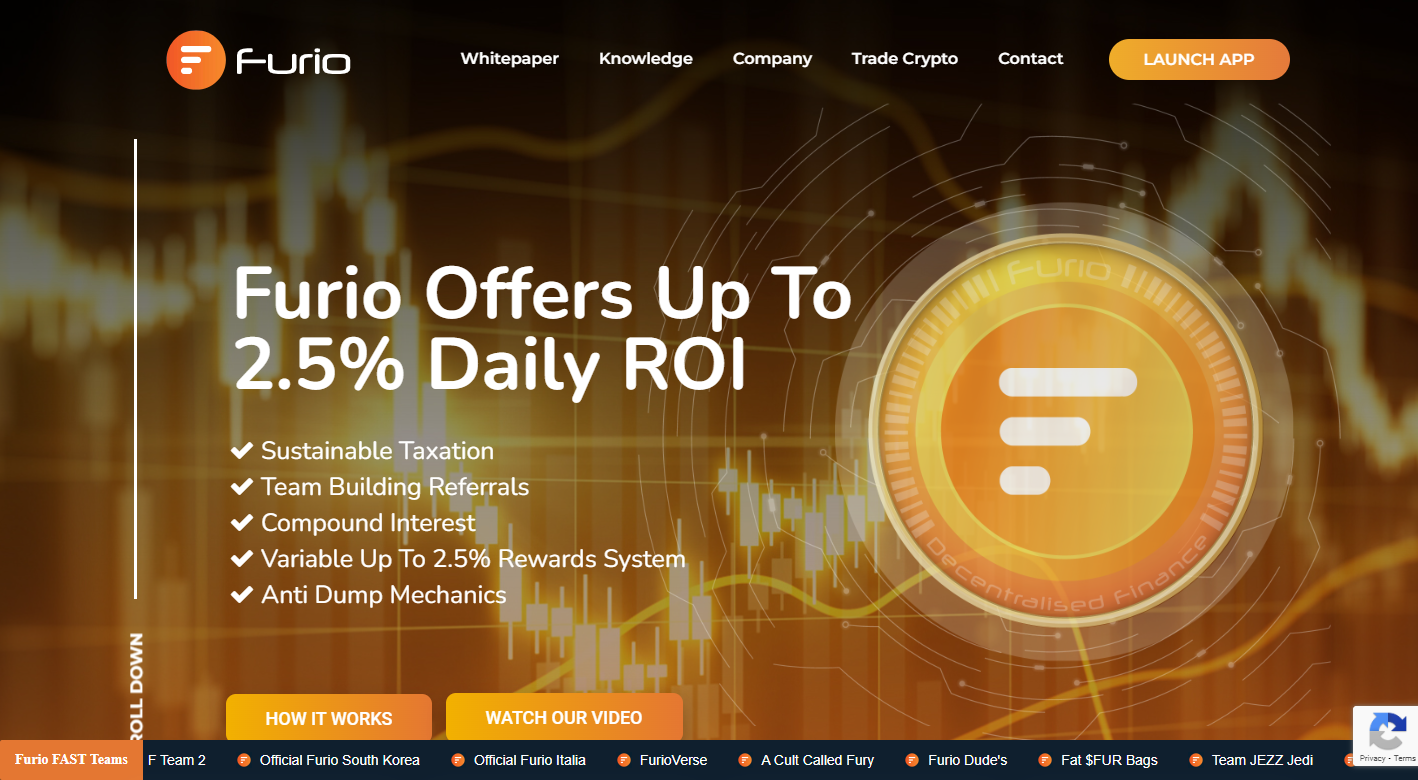 Furio
Whitepaper
Knowledge
Company
Trade Crypto
Contact
LAUNCH APP
Furio Offers Up To
2.5% Daily ROI
Sustainable Taxation
Team Building Referrals
Compound Interest
Variable Up To 2.5% Rewards System
Anti Dump Mechanics
Furio
Decentralised Finance
ROLL DOWN
HOW IT WORKS
WATCH OUR VIDEO
Privacy - Terms
Furio FAST Teams
F Team 2
Official Furio South Korea
Official Furio Italia
FurioVerse
A Cult Called Fury
Furio Dude's
Fat $FUR Bags
Team JEZZ Jedi